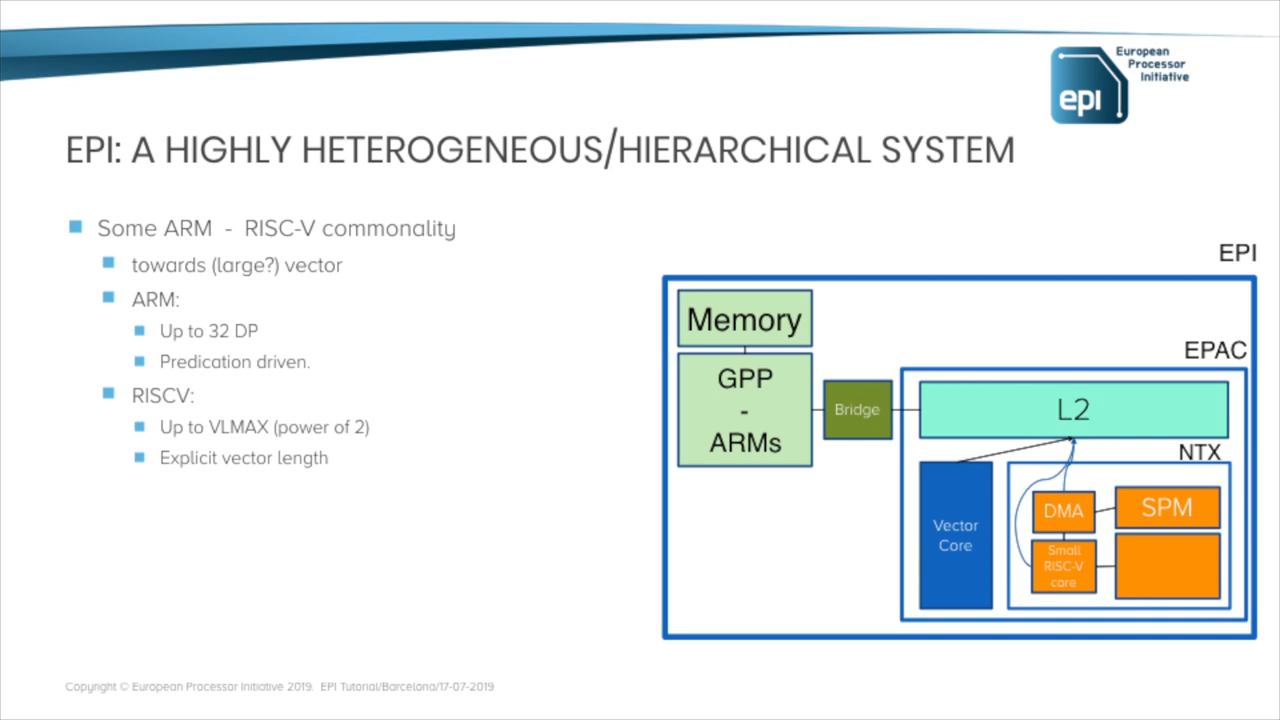 European
Processor
Initiative
epi
EPI: A HIGHLY HETEROGENEOUS/HIERARCHICAL SYSTEM
Some ARM - RISC-V commonality
towards (large?) vector
ARM:
Up to 32 DP
Predication driven.
RISCV:
Up to VLMAX (power of 2)
Explicit vector length
EPI
Memory
GPP
-
ARMs
Bridge
EPAC
L2
NTX
Vector
Core
DMA
SPM
Small
RISC-V
core
Copyright © European Processor Initiative 2019. EPI Tutorial/Barcelona/17-07-2019